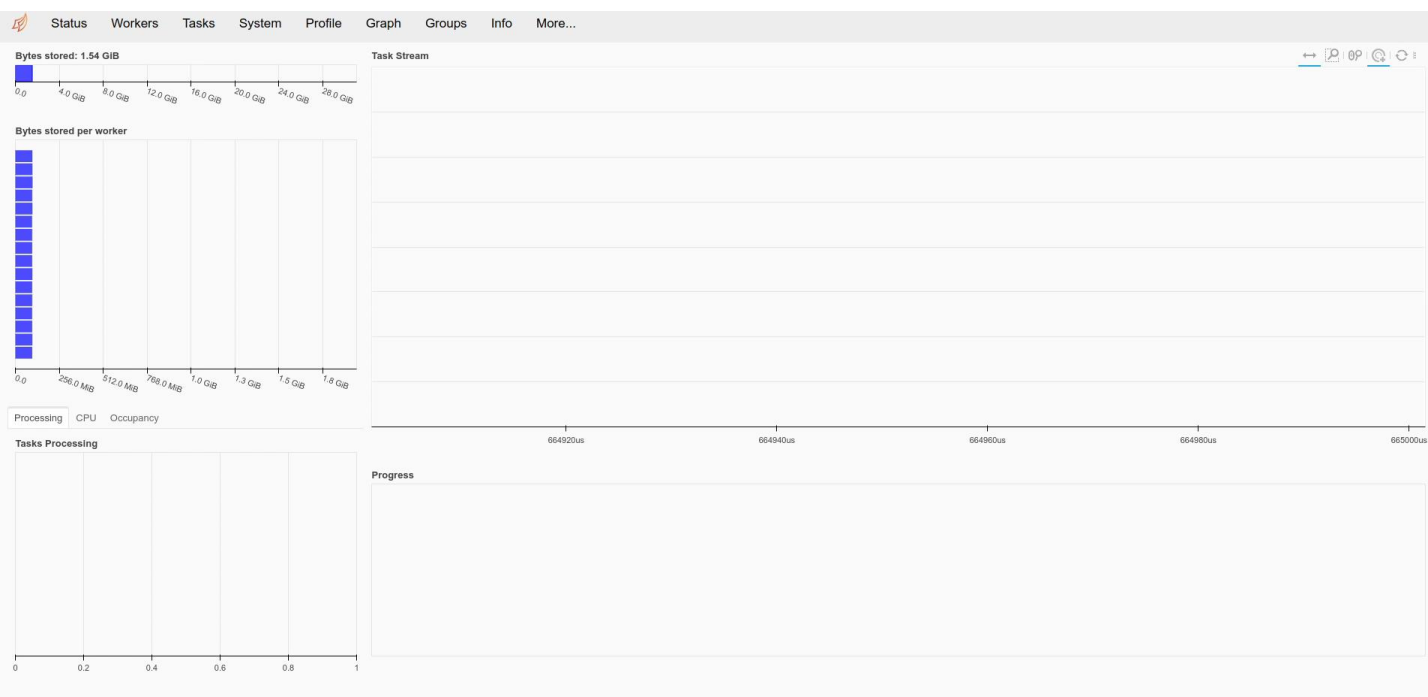 Status Workers Tasks System Profile Graph Groups Info More...
Bytes stored: 1.54 GiB
0.0 4.0 GiB 8.0 GiB 12.0 GiB 16.0 GiB 20.0 GiB 24.0 GiB 28.0 GiB
Bytes stored per worker
0.0 256.0 MiB 512.0 MiB 768.0 MiB 1.0 GiB 1.3 GiB 1.5 GiB 1.8 GiB
Processing CPU Occupancy
Tasks Processing
0 0.2 0.4 0.6 0.8 1
Task Stream
664920us 664940us 664960us 664980us 665000us
Progress